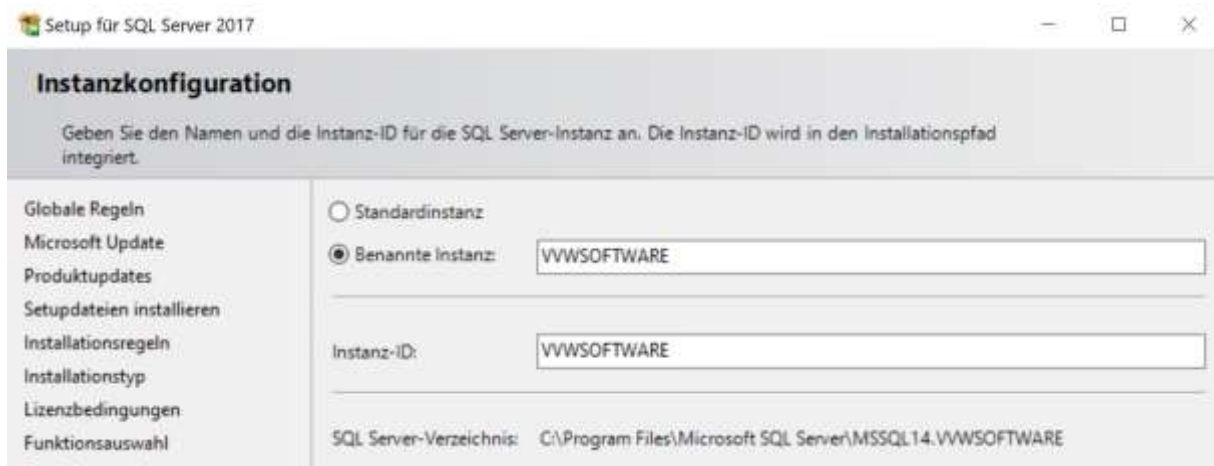 Setup für SQL Server 2017
Instanzkonfiguration
Geben Sie den Namen und die Instanz-ID für die SQL Server-Instanz an. Die Instanz-ID wird in den Installationspfad
integriert.
Globale Regeln
Microsoft Update
Produktupdates
Setupdateien installieren
Installationsregeln
Installationstyp
Lizenzbedingungen
Funktionsauswahl
Standardinstanz
Benannte Instanz: VVWSOFTWARE
Instanz-ID: VVWSOFTWARE
SQL Server-Verzeichnis: C:\Program Files\Microsoft SQL Server\MSSQL14.VVWSOFTWARE